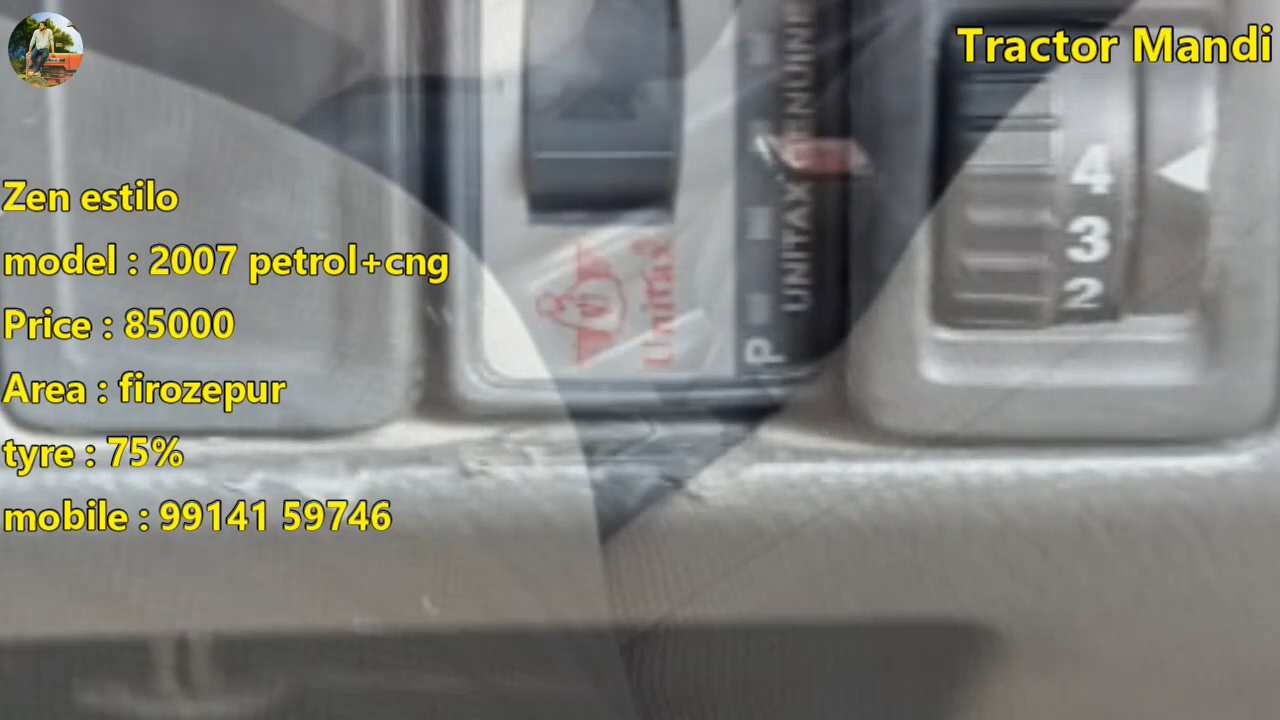 Tractor Mandi
Zen estilo
model : 2007 petrol+cng
Price : 85000
Area : firozepur
tyre : 75%
mobile : 99141 59746
UNITAX GENUINE
P
Unitax
4
3
2